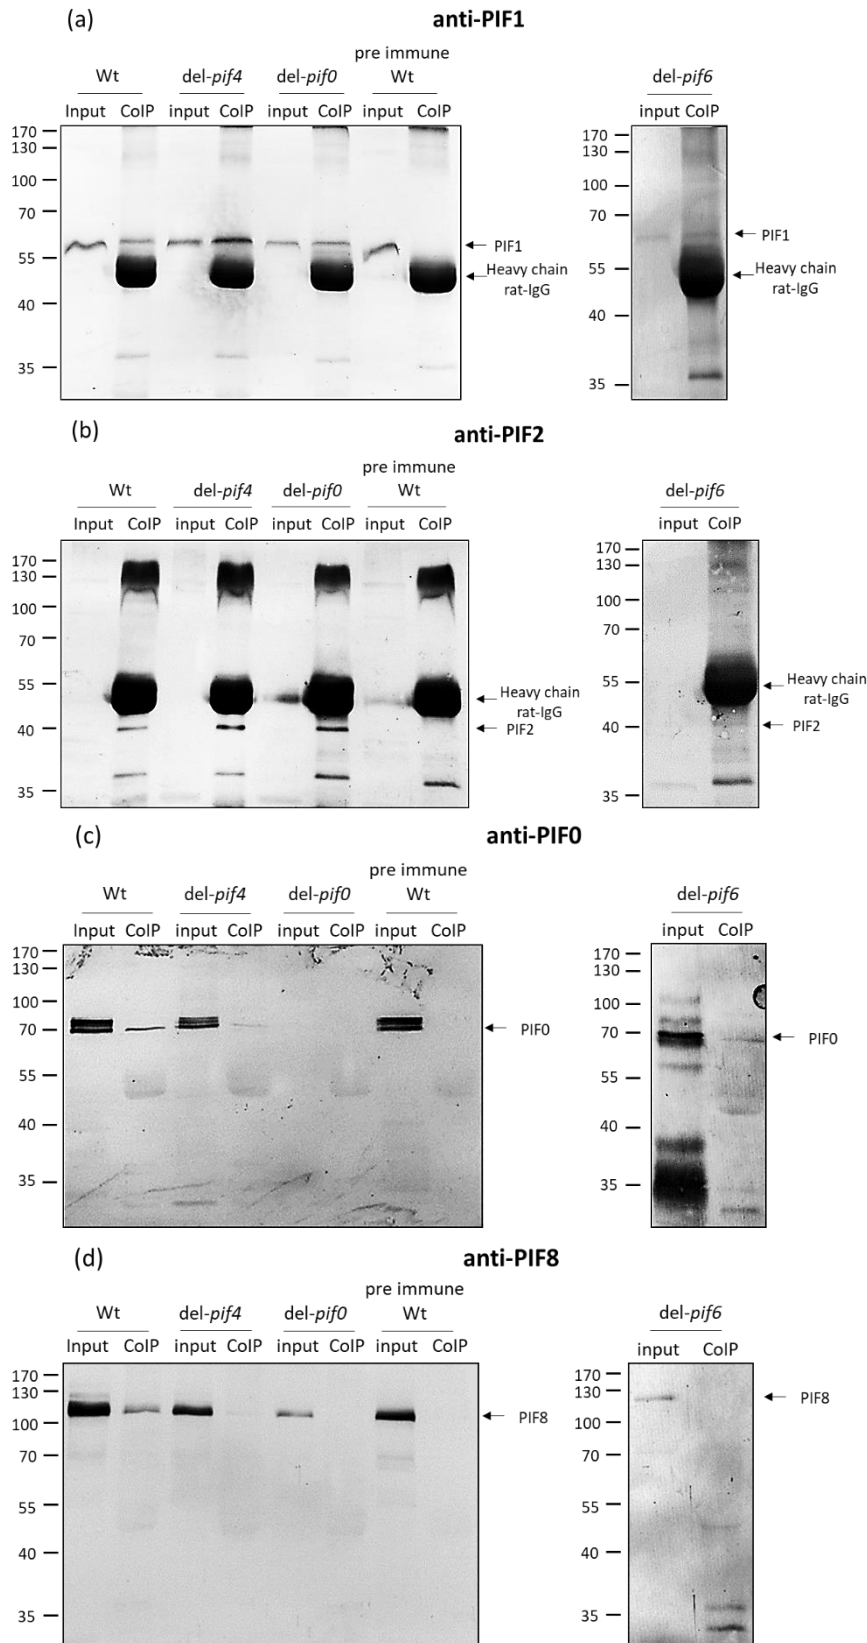 (a)
anti-PIF1
pre immune
Wt
del-pif4
del-pif0
Wt
del-pif6
Input
CoIP
input
CoIP
input
CoIP
input
CoIP
input
CoIP
170
130
100
70
55
40
35
PIF1
Heavy chain
rat-IgG
170
130
100
70
55
40
35
PIF1
Heavy chain
rat-IgG
(b)
anti-PIF2
pre immune
Wt
del-pif4
del-pif0
Wt
del-pif6
Input
CoIP
input
CoIP
input
CoIP
input
CoIP
input
CoIP
170
130
100
70
55
40
35
Heavy chain
rat-IgG
PIF2
170
130
100
70
55
40
35
Heavy chain
rat-IgG
PIF2
(c)
anti-PIF0
pre immune
Wt
del-pif4
del-pif0
Wt
del-pif6
Input
CoIP
input
CoIP
input
CoIP
input
CoIP
input
CoIP
170
130
100
70
55
40
35
PIF0
170
130
100
70
55
40
35
PIF0
(d)
anti-PIF8
pre immune
Wt
del-pif4
del-pif0
Wt
del-pif6
Input
CoIP
input
CoIP
input
CoIP
input
CoIP
input
CoIP
170
130
100
70
55
40
35
PIF8
170
130
100
70
55
40
35
PIF8